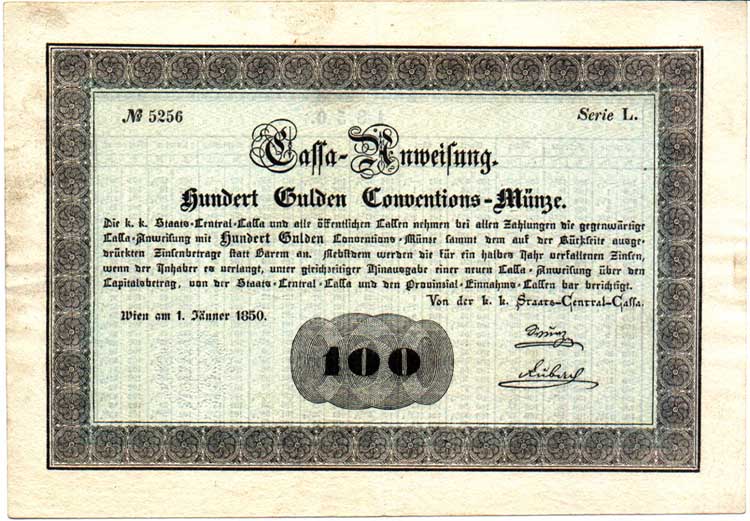 № 5256
Serie L.
Cassa-Anweisung.
Hundert Gulden Conventions-Münze.
Die k. k. Staats-Central-Cassa und alle öffentlichen Cassen nehmen bei allen Zahlungen die gegenwärtige
Cassa-Anweisung mit Hundert Gulden Conventions-Münze sammt dem auf der Rückseite ausge-
drückten Zinsenbetrage statt Barem an. Nebstdem werden die für ein halbes Jahr verfallenen Zinsen,
wenn der Inhaber es verlangt, unter gleichzeitiger Hinausgabe einer neuen Cassa-Anweisung über den
Capitalsbetrag, von der Staats-Central-Cassa und den Provinzial-Einnahms-Cassen bar berichtigt.
Von der k. k. Staats-Central-Cassa.
Wien am 1. Jänner 1850.
100